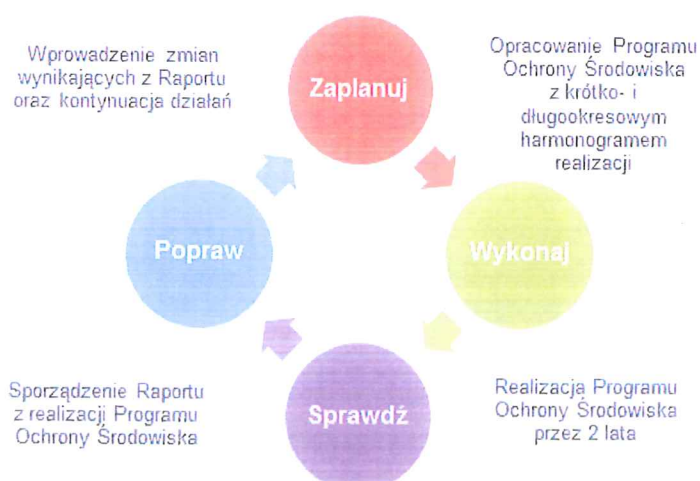 Wprowadzenie zmian
wynikających z Raportu
oraz kontynuacja działań
Zaplanuj
Opracowanie Programu
Ochrony Środowiska
z krótko- i
długookresowym
harmonogramem
realizacji
Popraw
Wykonaj
Sporządzenie Raportu
z realizacji Programu
Ochrony Środowiska
Sprawdź
Realizacja Programu
Ochrony Środowiska
przez 2 lata